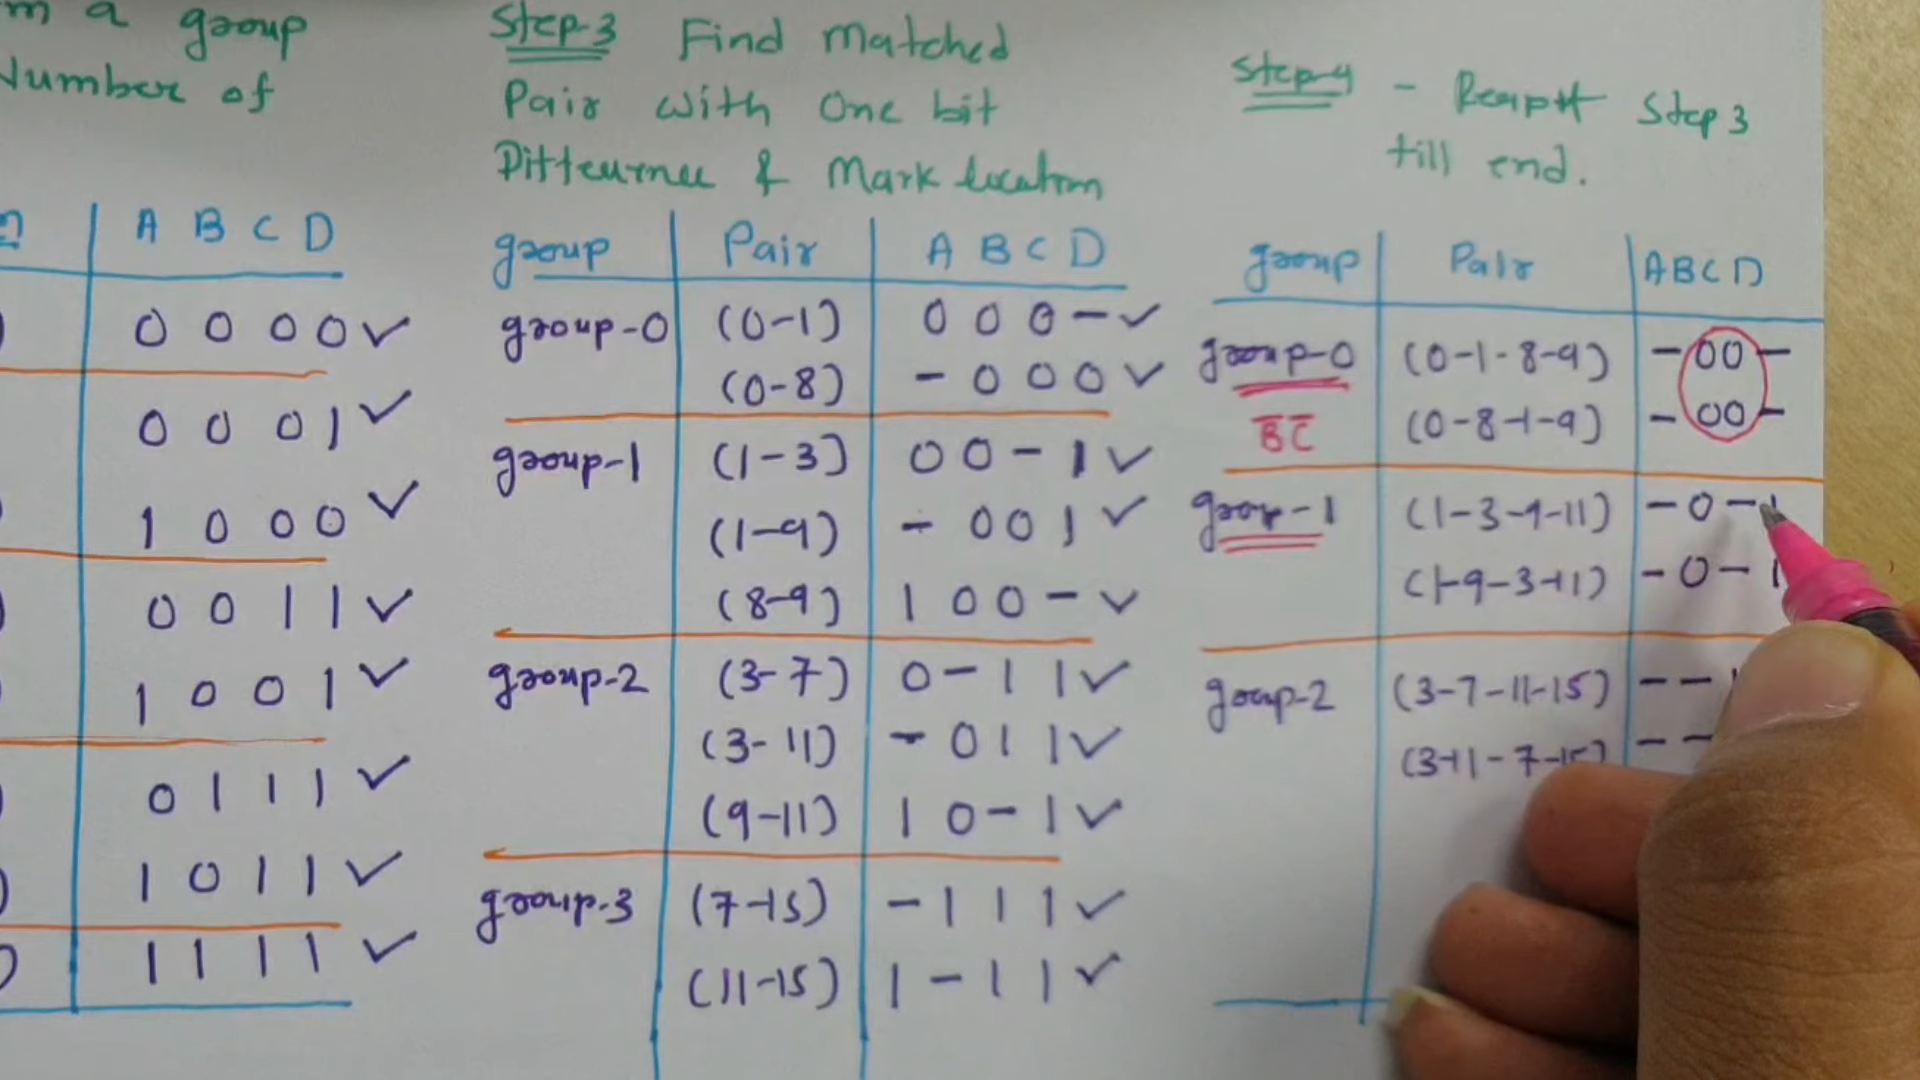 m a group
Number of
A B C D
0 0 0 0 ✓
0 0 0 1 ✓
1 0 0 0 ✓
0 0 1 1 ✓
1 0 0 1 ✓
0 1 1 1 ✓
1 0 1 1 ✓
1 1 1 1 ✓
Step-3 Find Matched
Pair with One bit
Differrnce & Mark location
group Pair A B C D
group-0 (0-1) 0 0 0 - ✓
(0-8) - 0 0 0 ✓
group-1 (1-3) 0 0 - 1 ✓
(1-9) - 0 0 1 ✓
(8-9) 1 0 0 - ✓
group-2 (3-7) 0 - 1 1 ✓
(3-11) - 0 1 1 ✓
(9-11) 1 0 - 1 ✓
group-3 (7-15) - 1 1 1 ✓
(11-15) 1 - 1 1 ✓
Step-4 - Reapet Step 3
till end.
group Pair A B C D
group-0 (0-1-8-9) - 0 0 -
B̅C̅ (0-8-1-9) - 0 0 -
group-1 (1-3-9-11) - 0 - 1
(1-9-3-11) - 0 - 1
group-2 (3-7-11-15) - - 1
(3-11-7-15) - -